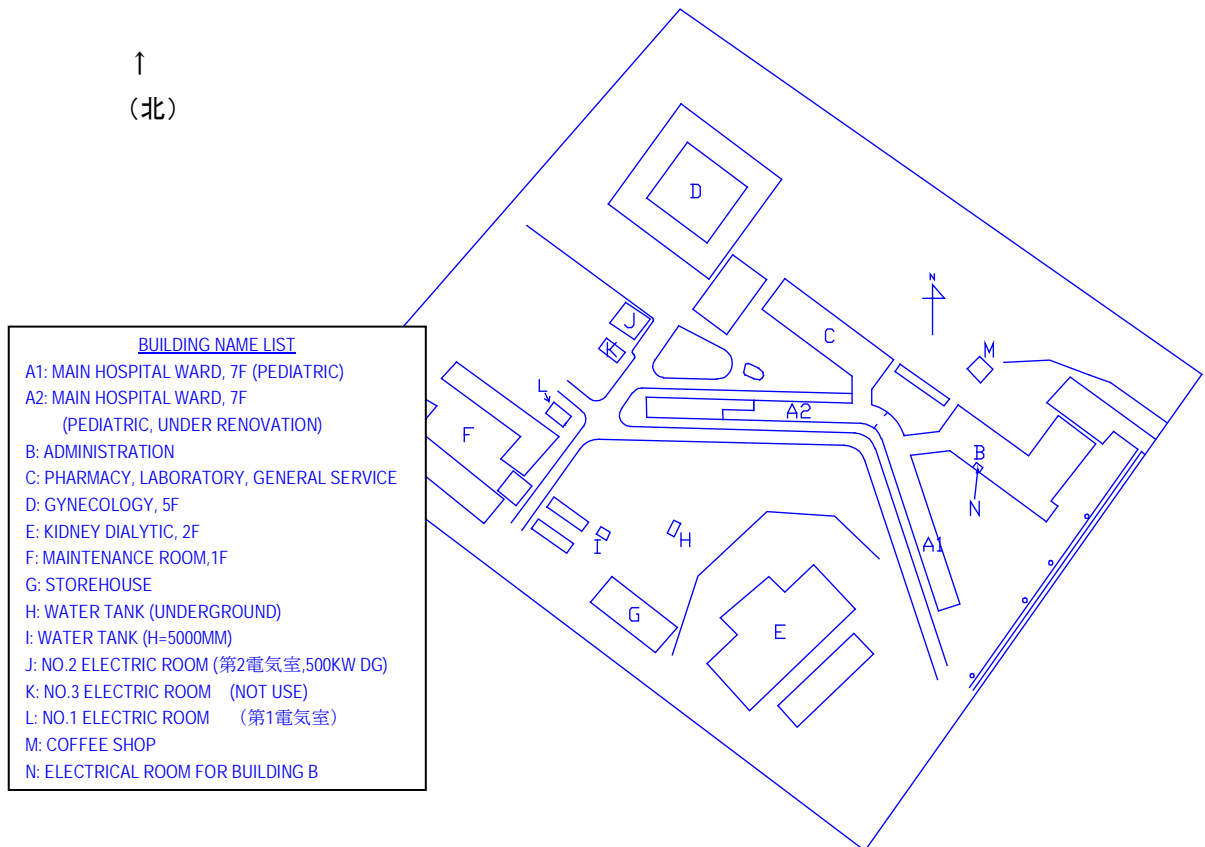 ↑
(北)
N
D
J
K
C
M
L
A2
F
B
N
A1
I
H
G
E
BUILDING NAME LIST
A1: MAIN HOSPITAL WARD, 7F (PEDIATRIC)
A2: MAIN HOSPITAL WARD, 7F
(PEDIATRIC, UNDER RENOVATION)
B: ADMINISTRATION
C: PHARMACY, LABORATORY, GENERAL SERVICE
D: GYNECOLOGY, 5F
E: KIDNEY DIALYTIC, 2F
F: MAINTENANCE ROOM,1F
G: STOREHOUSE
H: WATER TANK (UNDERGROUND)
I: WATER TANK (H=5000MM)
J: NO.2 ELECTRIC ROOM (第2電気室,500KW DG)
K: NO.3 ELECTRIC ROOM (NOT USE)
L: NO.1 ELECTRIC ROOM (第1電気室)
M: COFFEE SHOP
N: ELECTRICAL ROOM FOR BUILDING B